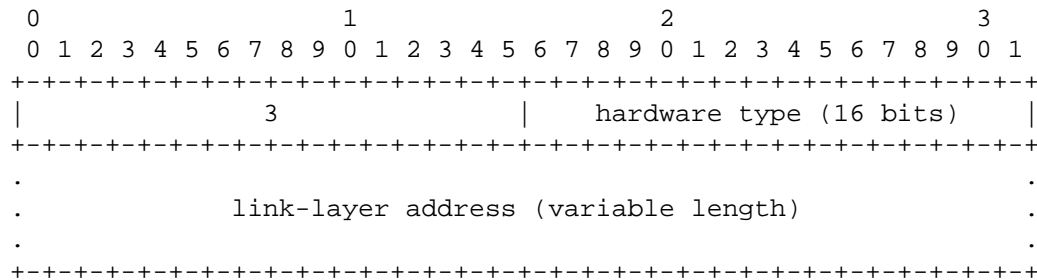 0                   1                   2                   3
 0 1 2 3 4 5 6 7 8 9 0 1 2 3 4 5 6 7 8 9 0 1 2 3 4 5 6 7 8 9 0 1
+-+-+-+-+-+-+-+-+-+-+-+-+-+-+-+-+-+-+-+-+-+-+-+-+-+-+-+-+-+-+-+-+
|               3               |    hardware type (16 bits)    |
+-+-+-+-+-+-+-+-+-+-+-+-+-+-+-+-+-+-+-+-+-+-+-+-+-+-+-+-+-+-+-+-+
.                                                               .
.             link-layer address (variable length)              .
.                                                               .
+-+-+-+-+-+-+-+-+-+-+-+-+-+-+-+-+-+-+-+-+-+-+-+-+-+-+-+-+-+-+-+-+